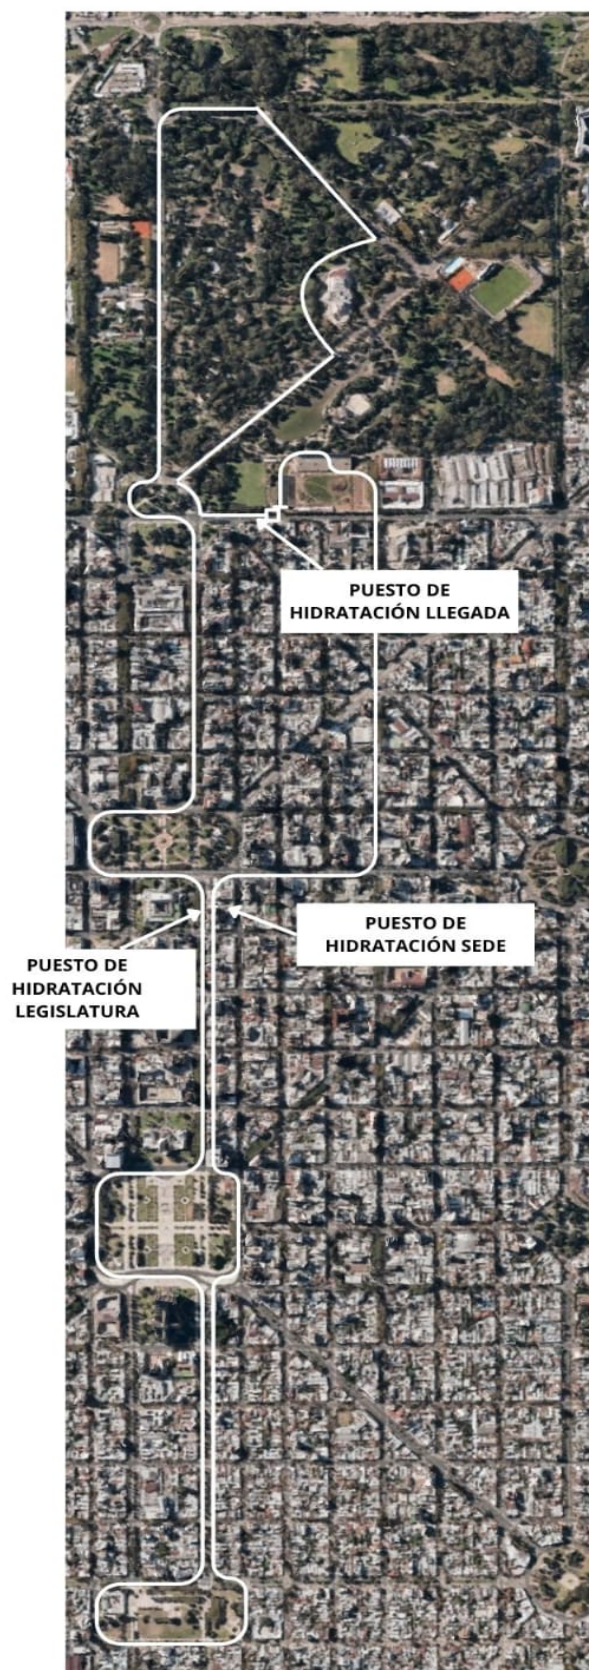 PUESTO DE
HIDRATACIÓN LLEGADA
PUESTO DE
HIDRATACIÓN SEDE
PUESTO DE
HIDRATACIÓN
LEGISLATURA